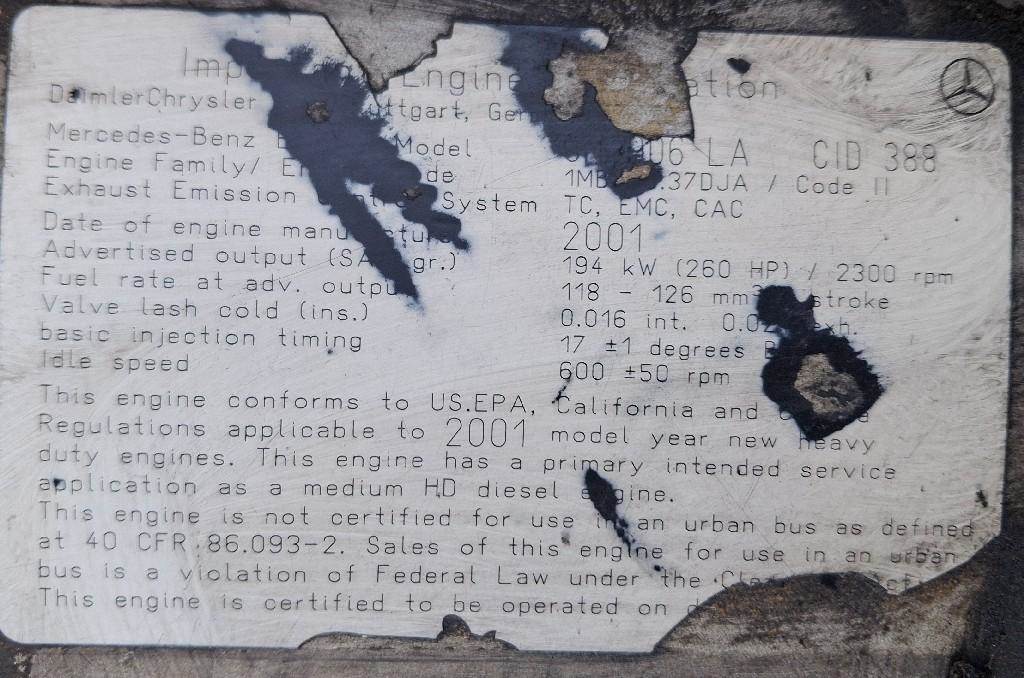 Imp Engine ation
DaimlerChrysler ttgart, Ge
Mercedes-Benz Model 906 LA CID 388
Engine Family/ de 1MB .37DJA / Code II
Exhaust Emission System TC, EMC, CAC
Date of engine manu 2001
Advertised output (SA gr.) 194 kW (260 HP) / 2300 rpm
Fuel rate at adv. outpu 118 - 126 mm³ stroke
Valve lash cold (ins.) 0.016 int. 0.02 exh.
basic injection timing 17 ±1 degrees
Idle speed 600 ±50 rpm
This engine conforms to US.EPA, California and
Regulations applicable to 2001 model year new heavy
duty engines. This engine has a primary intended service
application as a medium HD diesel engine.
This engine is not certified for use in an urban bus as defined
at 40 CFR 86.093-2. Sales of this engine for use in an urban
bus is a violation of Federal Law under the
This engine is certified to be operated on